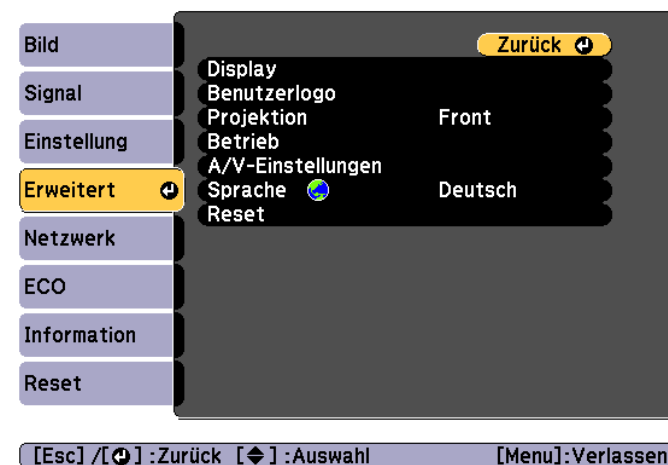 Bild
Signal
Einstellung
Erweitert
Netzwerk
ECO
Information
Reset
Zurück
Display
Benutzerlogo
Projektion Front
Betrieb
A/V-Einstellungen
Sprache Deutsch
Reset
[Esc] /[ ] :Zurück [ ] :Auswahl [Menu]:Verlassen